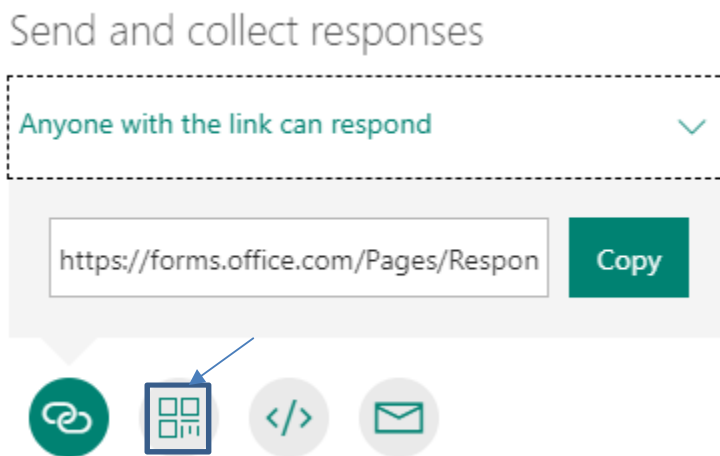 Send and collect responses
Anyone with the link can respond
https://forms.office.com/Pages/Respon
Copy